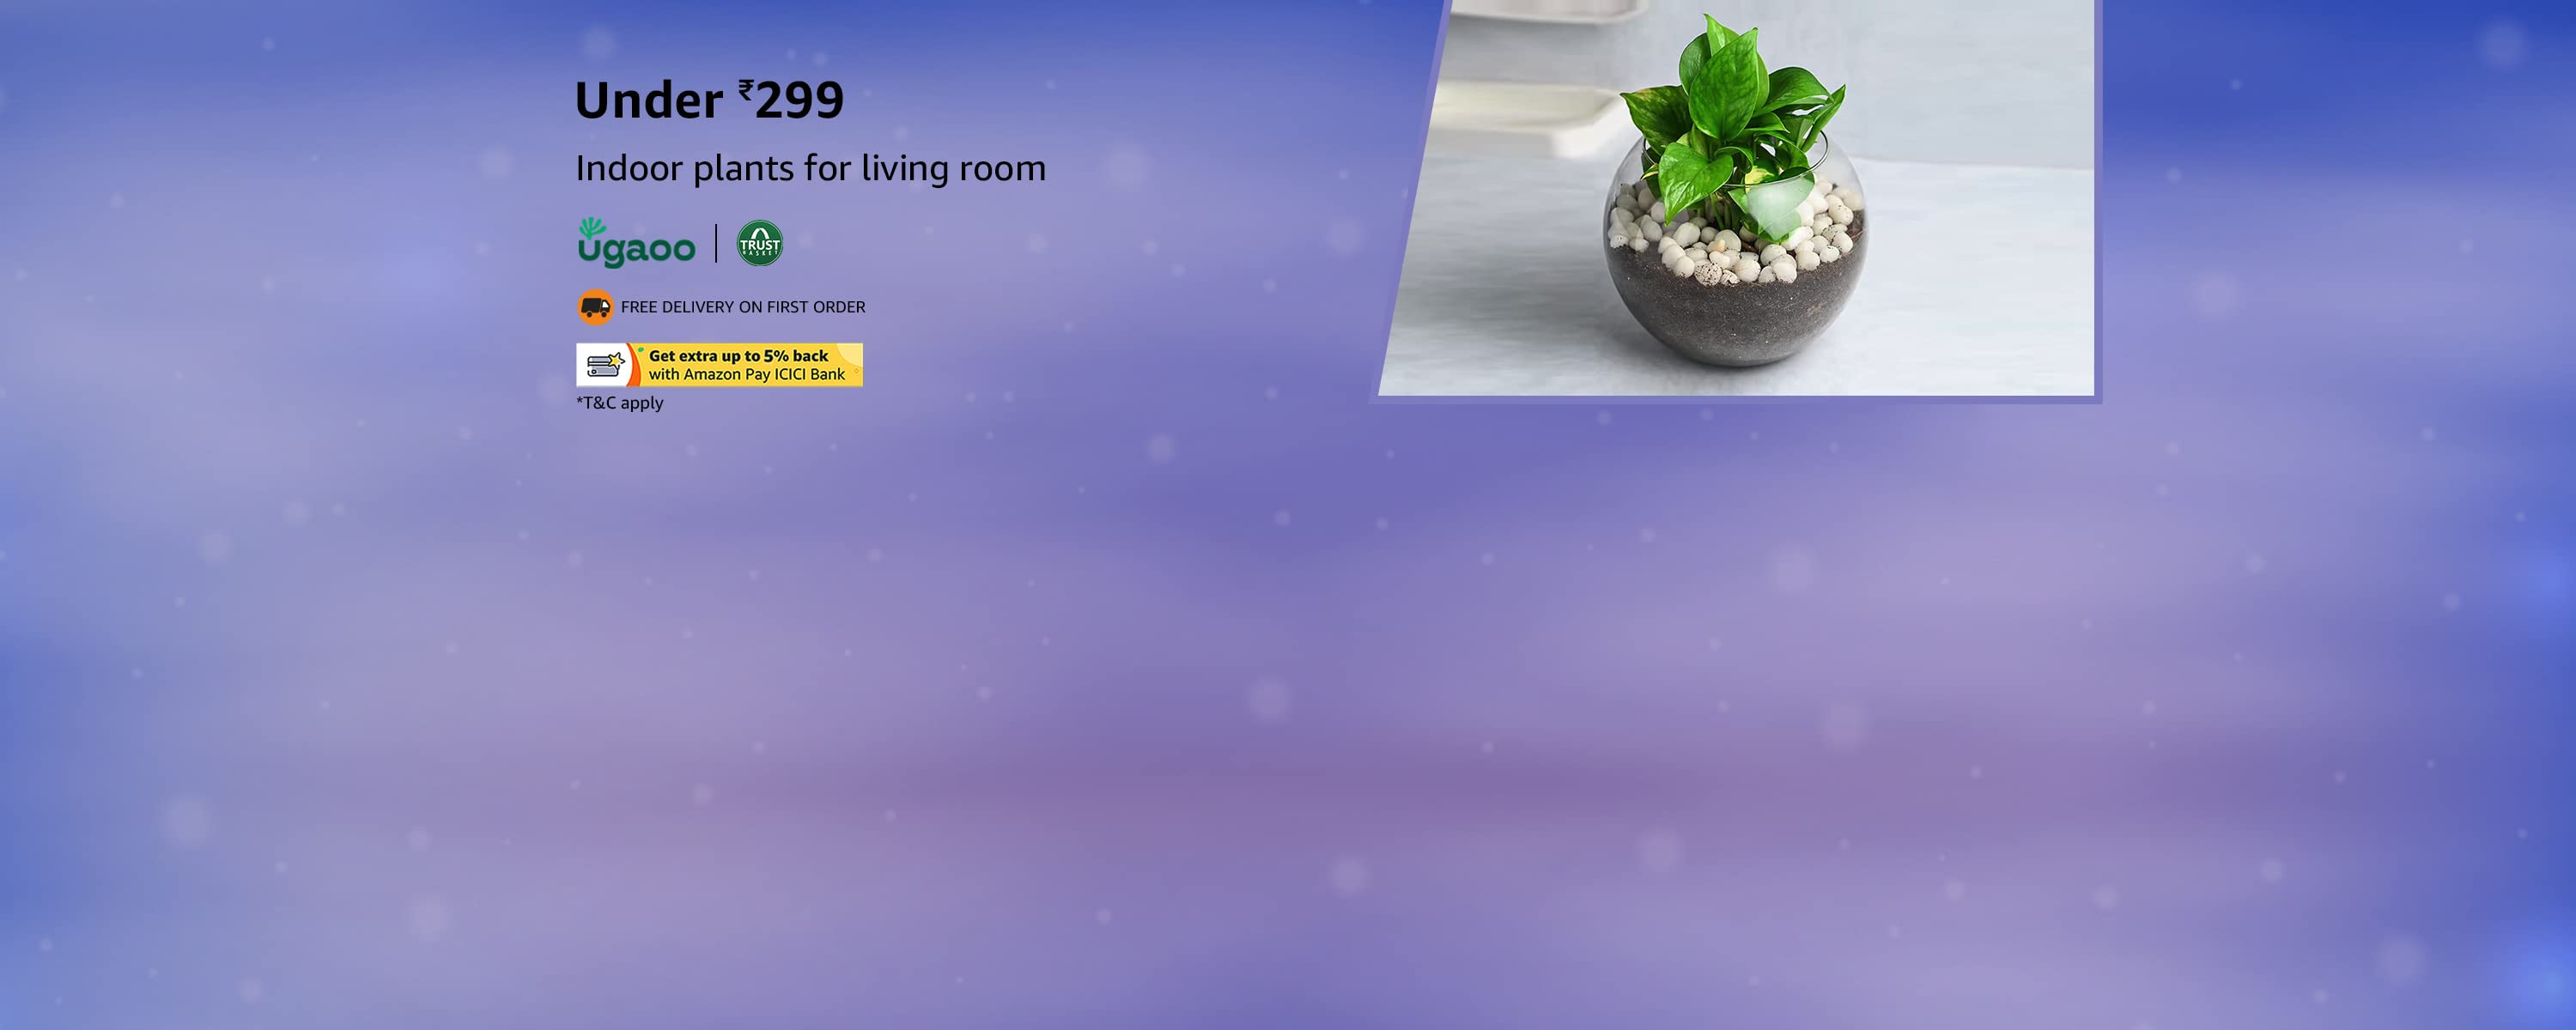 Under ₹299
Indoor plants for living room
ugaoo
TRUST
BASKET
FREE DELIVERY ON FIRST ORDER
Get extra up to 5% back
with Amazon Pay ICICI Bank
*T&C apply